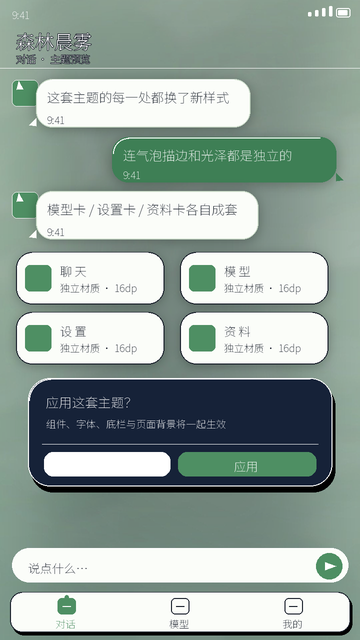 9:41
森林晨雾
对话 · 主题预览
这套主题的每一处都换了新样式
9:41
连气泡描边和光泽都是独立的
9:41
模型卡 / 设置卡 / 资料卡各自成套
9:41
聊天
独立材质 · 16dp
模型
独立材质 · 16dp
设置
独立材质 · 16dp
资料
独立材质 · 16dp
应用这套主题?
组件、字体、底栏与页面背景将一起生效
应用
说点什么…
对话
模型
我的